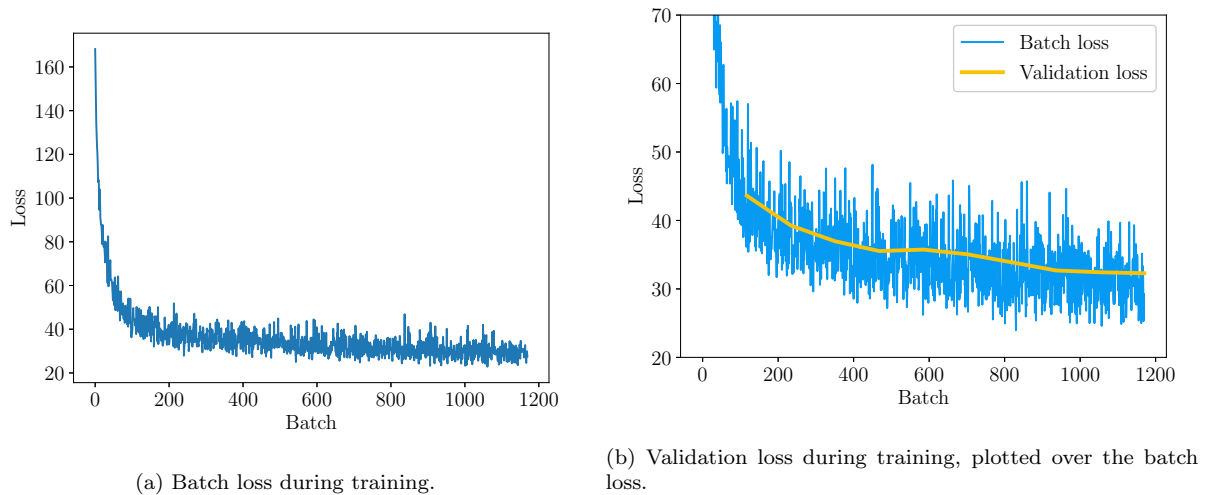 160
140
120
100
80
60
40
20
Loss
0 200 400 600 800 1000 1200
Batch
(a) Batch loss during training.
70
60
50
40
30
20
Loss
Batch loss
Validation loss
0 200 400 600 800 1000 1200
Batch
(b) Validation loss during training, plotted over the batch
loss.